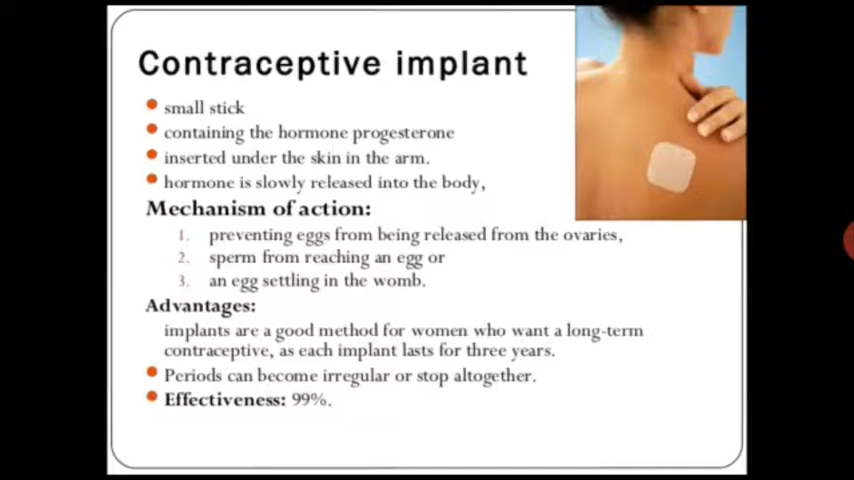 Contraceptive implant
small stick
containing the hormone progesterone
inserted under the skin in the arm.
hormone is slowly released into the body,
Mechanism of action:
1. preventing eggs from being released from the ovaries,
2. sperm from reaching an egg or
3. an egg settling in the womb.
Advantages:
implants are a good method for women who want a long-term
contraceptive, as each implant lasts for three years.
Periods can become irregular or stop altogether.
Effectiveness: 99%.